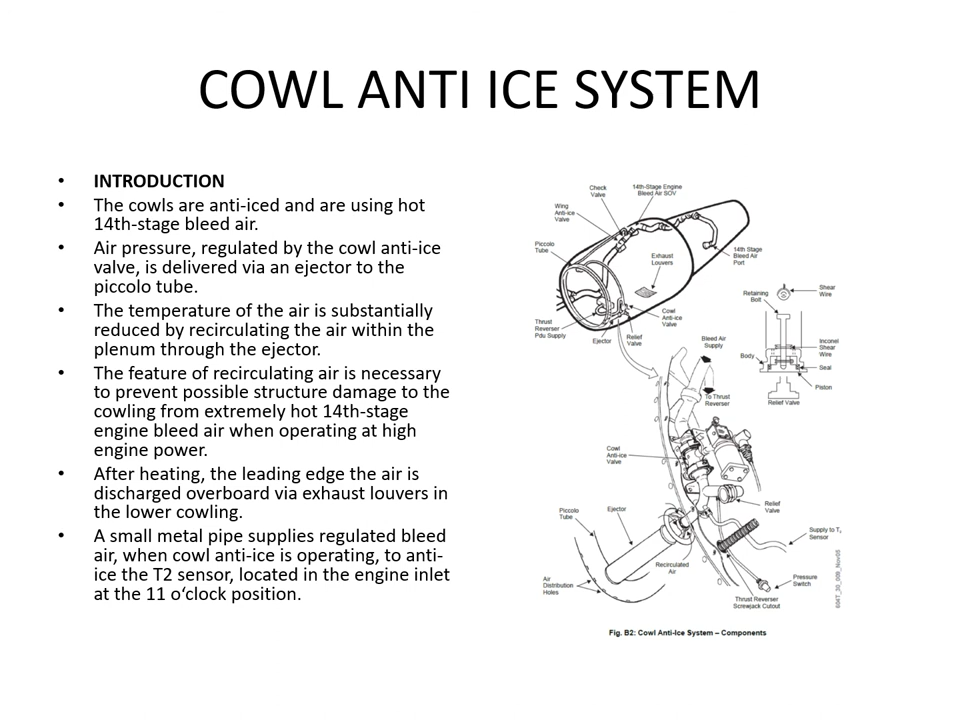 COWL ANTI ICE SYSTEM
• INTRODUCTION
• The cowls are anti-iced and are using hot
14th-stage bleed air.
• Air pressure, regulated by the cowl anti-ice
valve, is delivered via an ejector to the
piccolo tube.
• The temperature of the air is substantially
reduced by recirculating the air within the
plenum through the ejector.
• The feature of recirculating air is necessary
to prevent possible structure damage to the
cowling from extremely hot 14th-stage
engine bleed air when operating at high
engine power.
• After heating, the leading edge the air is
discharged overboard via exhaust louvers in
the lower cowling.
• A small metal pipe supplies regulated bleed
air, when cowl anti-ice is operating, to anti-
ice the T2 sensor, located in the engine inlet
at the 11 o‘clock position.
Check
Valve
14th-Stage Engine
Bleed Air SOV
Wing
Anti-ice
Valve
Piccolo
Tube
Exhaust
Louvers
14th Stage
Bleed Air
Port
Thrust
Reverser
Pdu Supply
Ejector
Relief
Valve
Cowl
Anti-ice
Valve
Retaining
Bolt
Shear
Wire
Inconel
Shear
Wire
Body
Seal
Piston
Relief Valve
Bleed Air
Supply
To Thrust
Reverser
Cowl
Anti-ice
Valve
Relief
Valve
Piccolo
Tube
Ejector
Supply to T2
Sensor
Recirculated
Air
Air
Distribution
Holes
Pressure
Switch
Thrust Reverser
Screwjack Cutout
604T_30_009_Nov05
Fig. B2: Cowl Anti-Ice System – Components